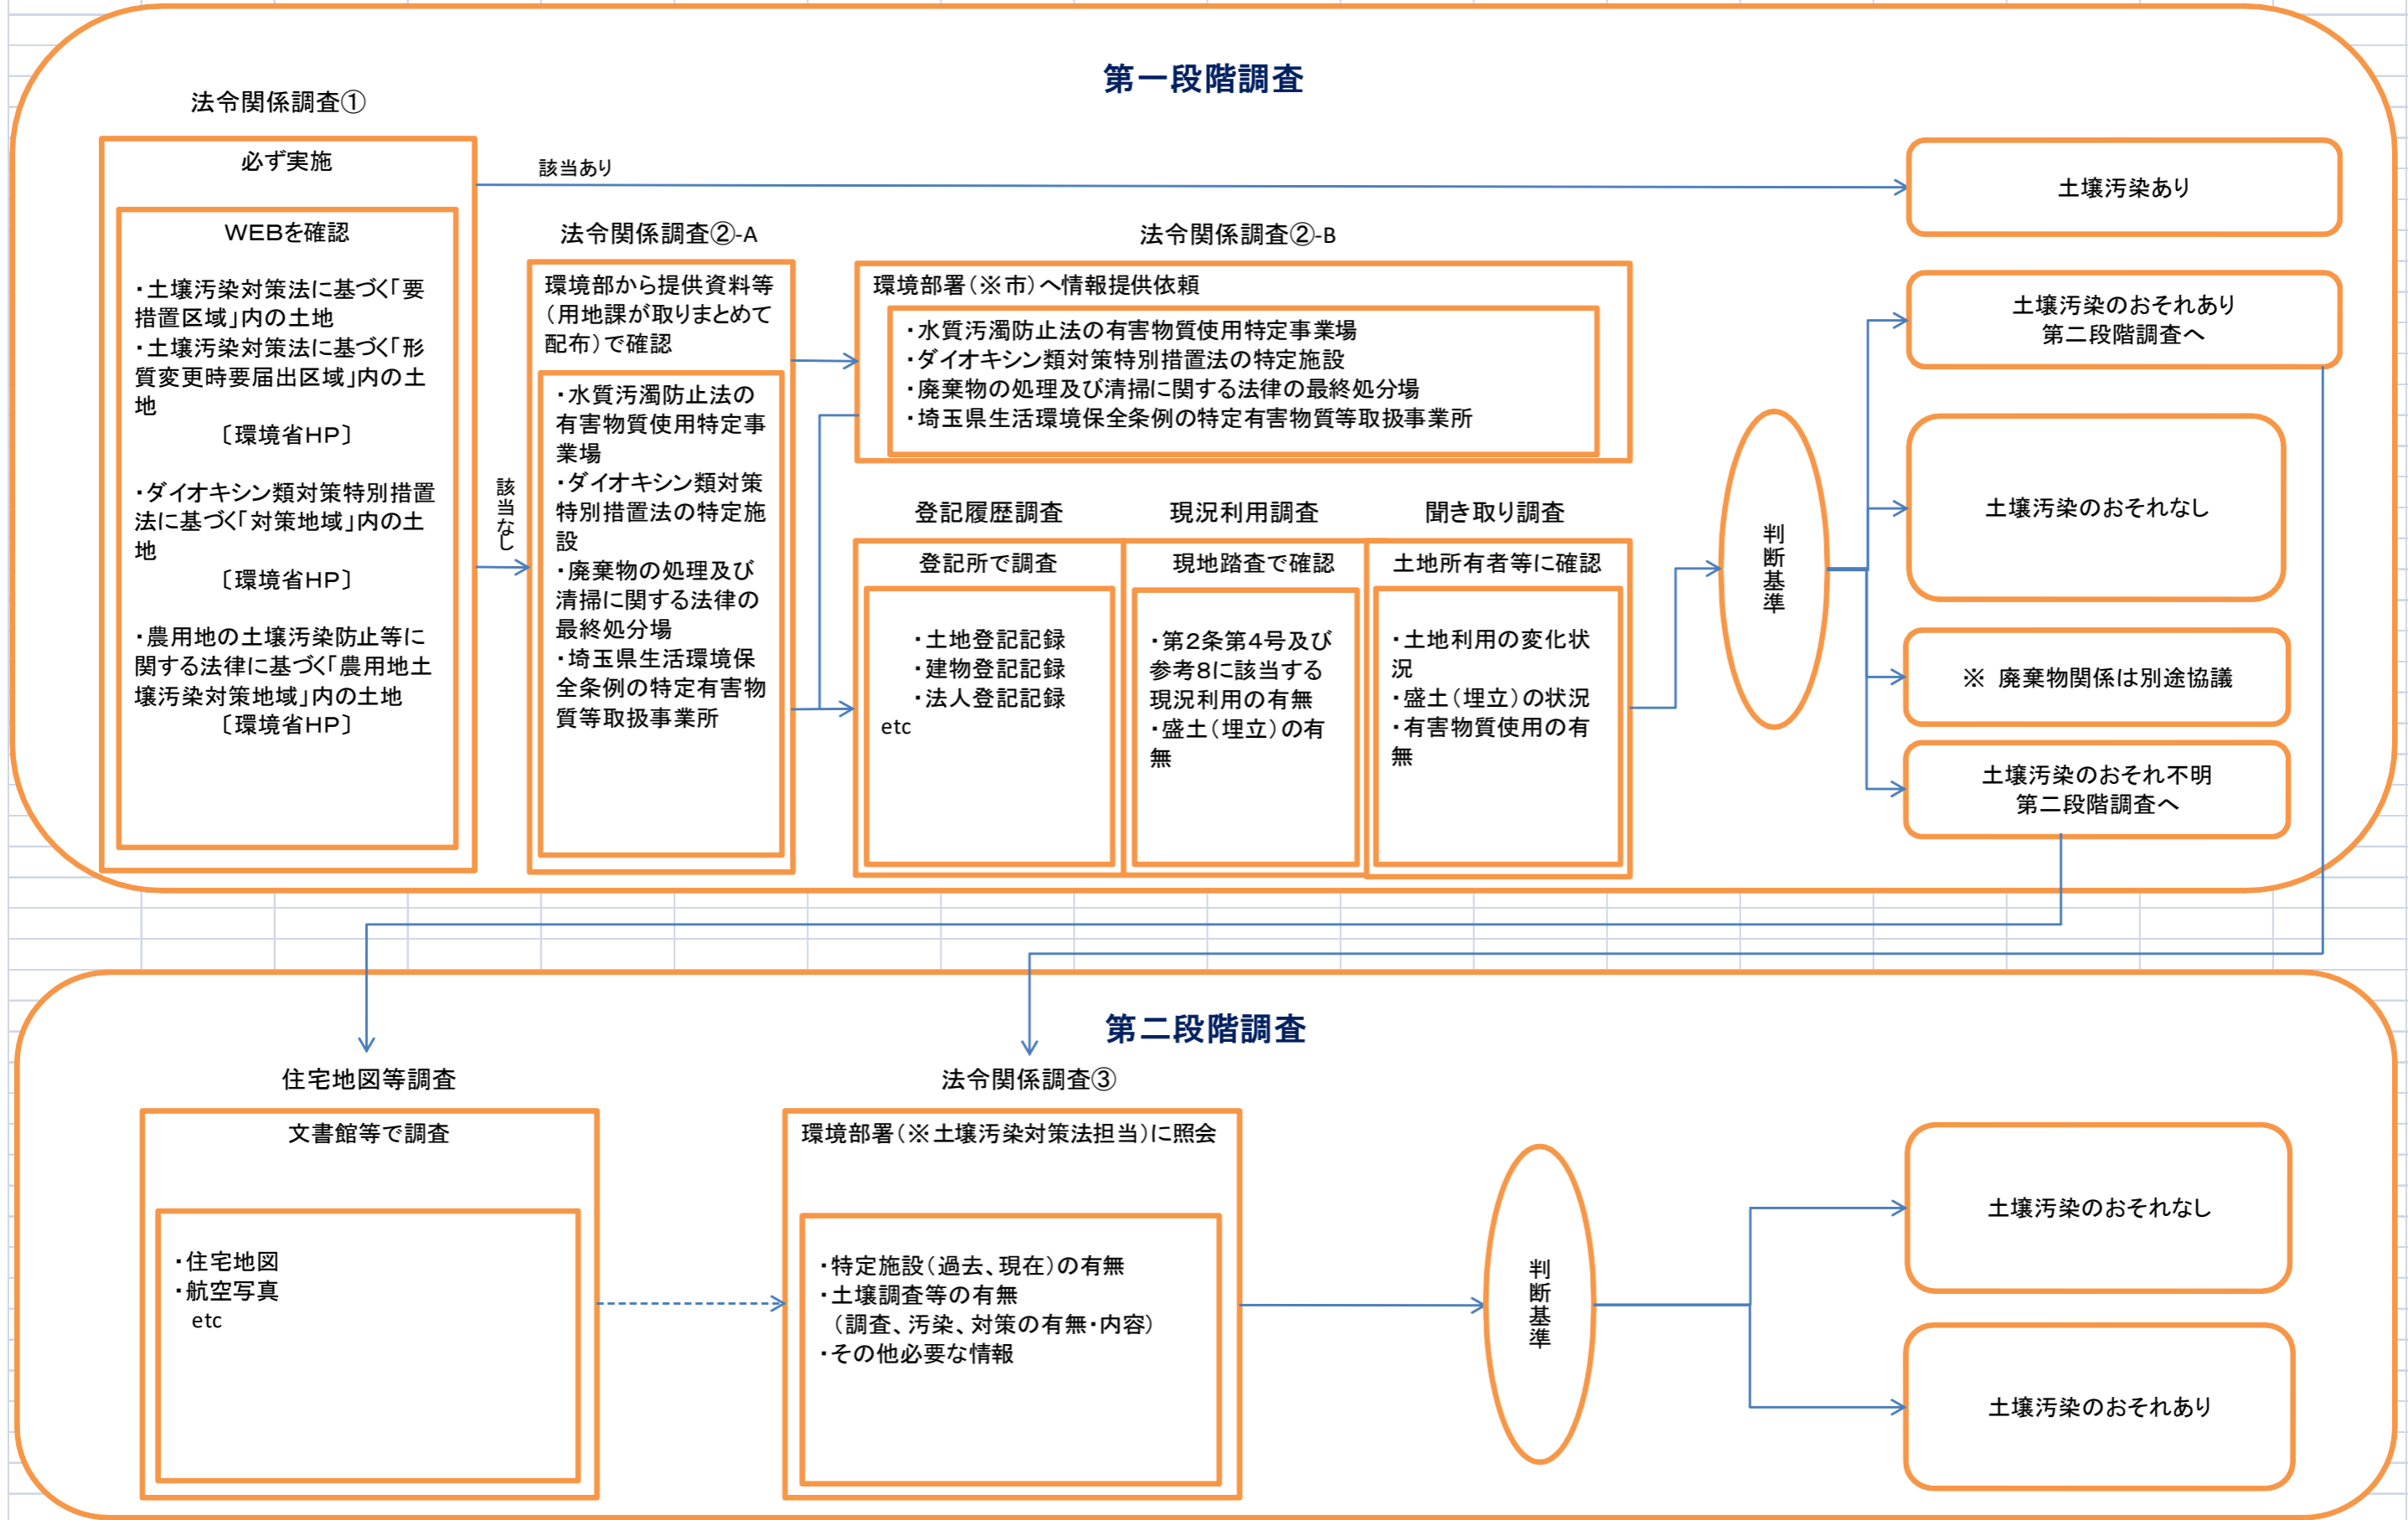 第一段階調査
法令関係調査①
必ず実施
WEBを確認
・土壌汚染対策法に基づく「要
措置区域」内の土地
・土壌汚染対策法に基づく「形
質変更時要届出区域」内の土
地
〔環境省HP〕
・ダイオキシン類対策特別措置
法に基づく「対策地域」内の土
地
〔環境省HP〕
・農用地の土壌汚染防止等に
関する法律に基づく「農用地土
壌汚染対策地域」内の土地
〔環境省HP〕
該当あり
該当なし
法令関係調査②-A
環境部から提供資料等
(用地課が取りまとめて
配布)で確認
・水質汚濁防止法の
有害物質使用特定事
業場
・ダイオキシン類対策
特別措置法の特定施
設
・廃棄物の処理及び
清掃に関する法律の
最終処分場
・埼玉県生活環境保
全条例の特定有害物
質等取扱事業所
法令関係調査②-B
環境部署(※市)へ情報提供依頼
・水質汚濁防止法の有害物質使用特定事業場
・ダイオキシン類対策特別措置法の特定施設
・廃棄物の処理及び清掃に関する法律の最終処分場
・埼玉県生活環境保全条例の特定有害物質等取扱事業所
登記履歴調査
登記所で調査
・土地登記記録
・建物登記記録
・法人登記記録
etc
現況利用調査
現地踏査で確認
・第2条第4号及び
参考8に該当する
現況利用の有無
・盛土(埋立)の有
無
聞き取り調査
土地所有者等に確認
・土地利用の変化状
況
・盛土(埋立)の状況
・有害物質使用の有
無
判断基準
土壌汚染あり
土壌汚染のおそれあり
第二段階調査へ
土壌汚染のおそれなし
※ 廃棄物関係は別途協議
土壌汚染のおそれ不明
第二段階調査へ
第二段階調査
住宅地図等調査
文書館等で調査
・住宅地図
・航空写真
etc
法令関係調査③
環境部署(※土壌汚染対策法担当)に照会
・特定施設(過去、現在)の有無
・土壌調査等の有無
(調査、汚染、対策の有無・内容)
・その他必要な情報
判断基準
土壌汚染のおそれなし
土壌汚染のおそれあり